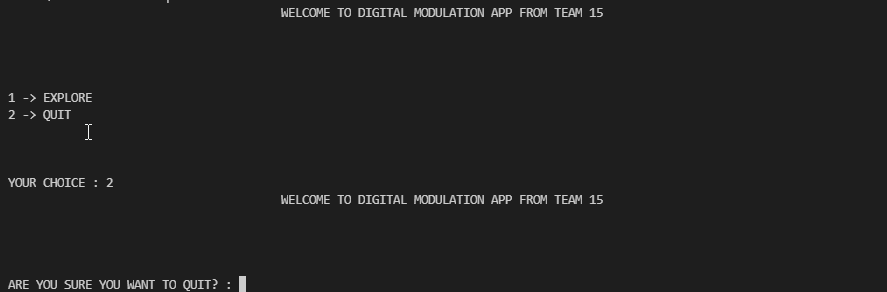 WELCOME TO DIGITAL MODULATION APP FROM TEAM 15
1 -> EXPLORE
2 -> QUIT
YOUR CHOICE : 2
WELCOME TO DIGITAL MODULATION APP FROM TEAM 15
ARE YOU SURE YOU WANT TO QUIT? :